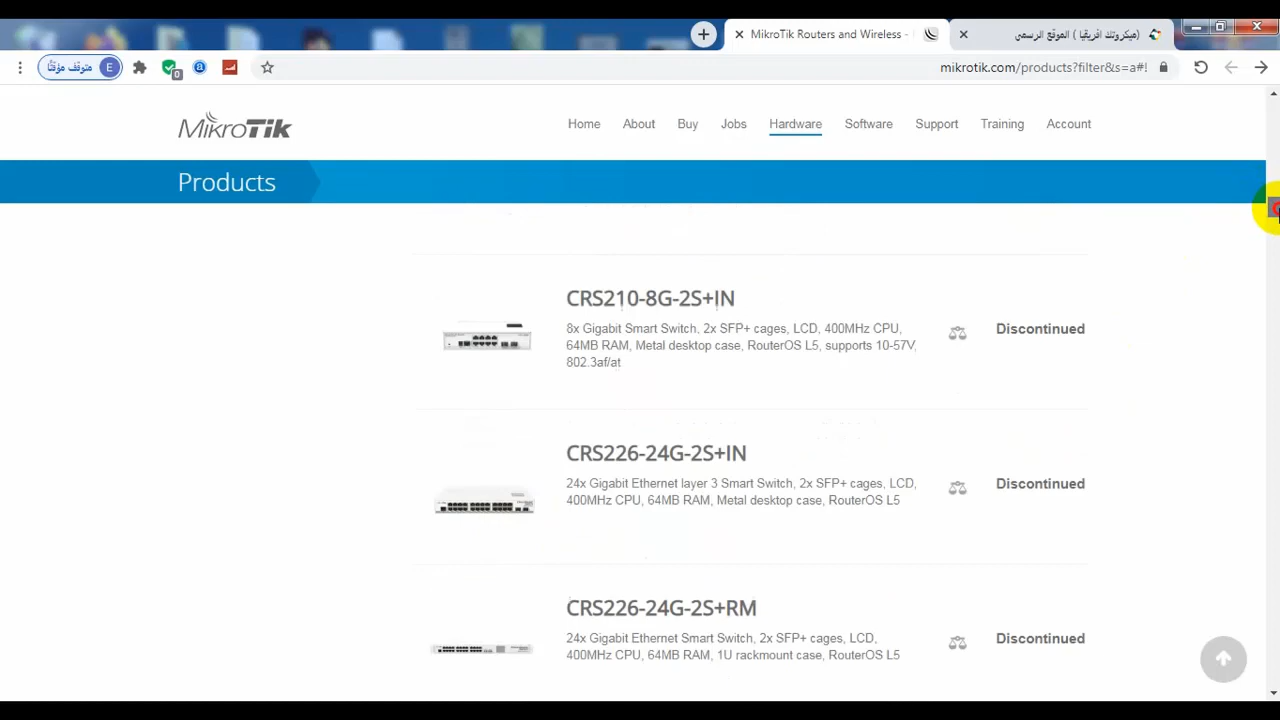 MikroTik Routers and Wireless -
(ميكروتك افريقيا ) الموقع الرسمي
متوقف مؤقتًا E
0
a
mikrotik.com/products?filter&s=a#!
MikroTik
Home About Buy Jobs Hardware Software Support Training Account
Products
CRS210-8G-2S+IN
8x Gigabit Smart Switch, 2x SFP+ cages, LCD, 400MHz CPU,
64MB RAM, Metal desktop case, RouterOS L5, supports 10-57V,
802.3af/at
Discontinued
CRS226-24G-2S+IN
24x Gigabit Ethernet layer 3 Smart Switch, 2x SFP+ cages, LCD,
400MHz CPU, 64MB RAM, Metal desktop case, RouterOS L5
Discontinued
CRS226-24G-2S+RM
24x Gigabit Ethernet Smart Switch, 2x SFP+ cages, LCD,
400MHz CPU, 64MB RAM, 1U rackmount case, RouterOS L5
Discontinued